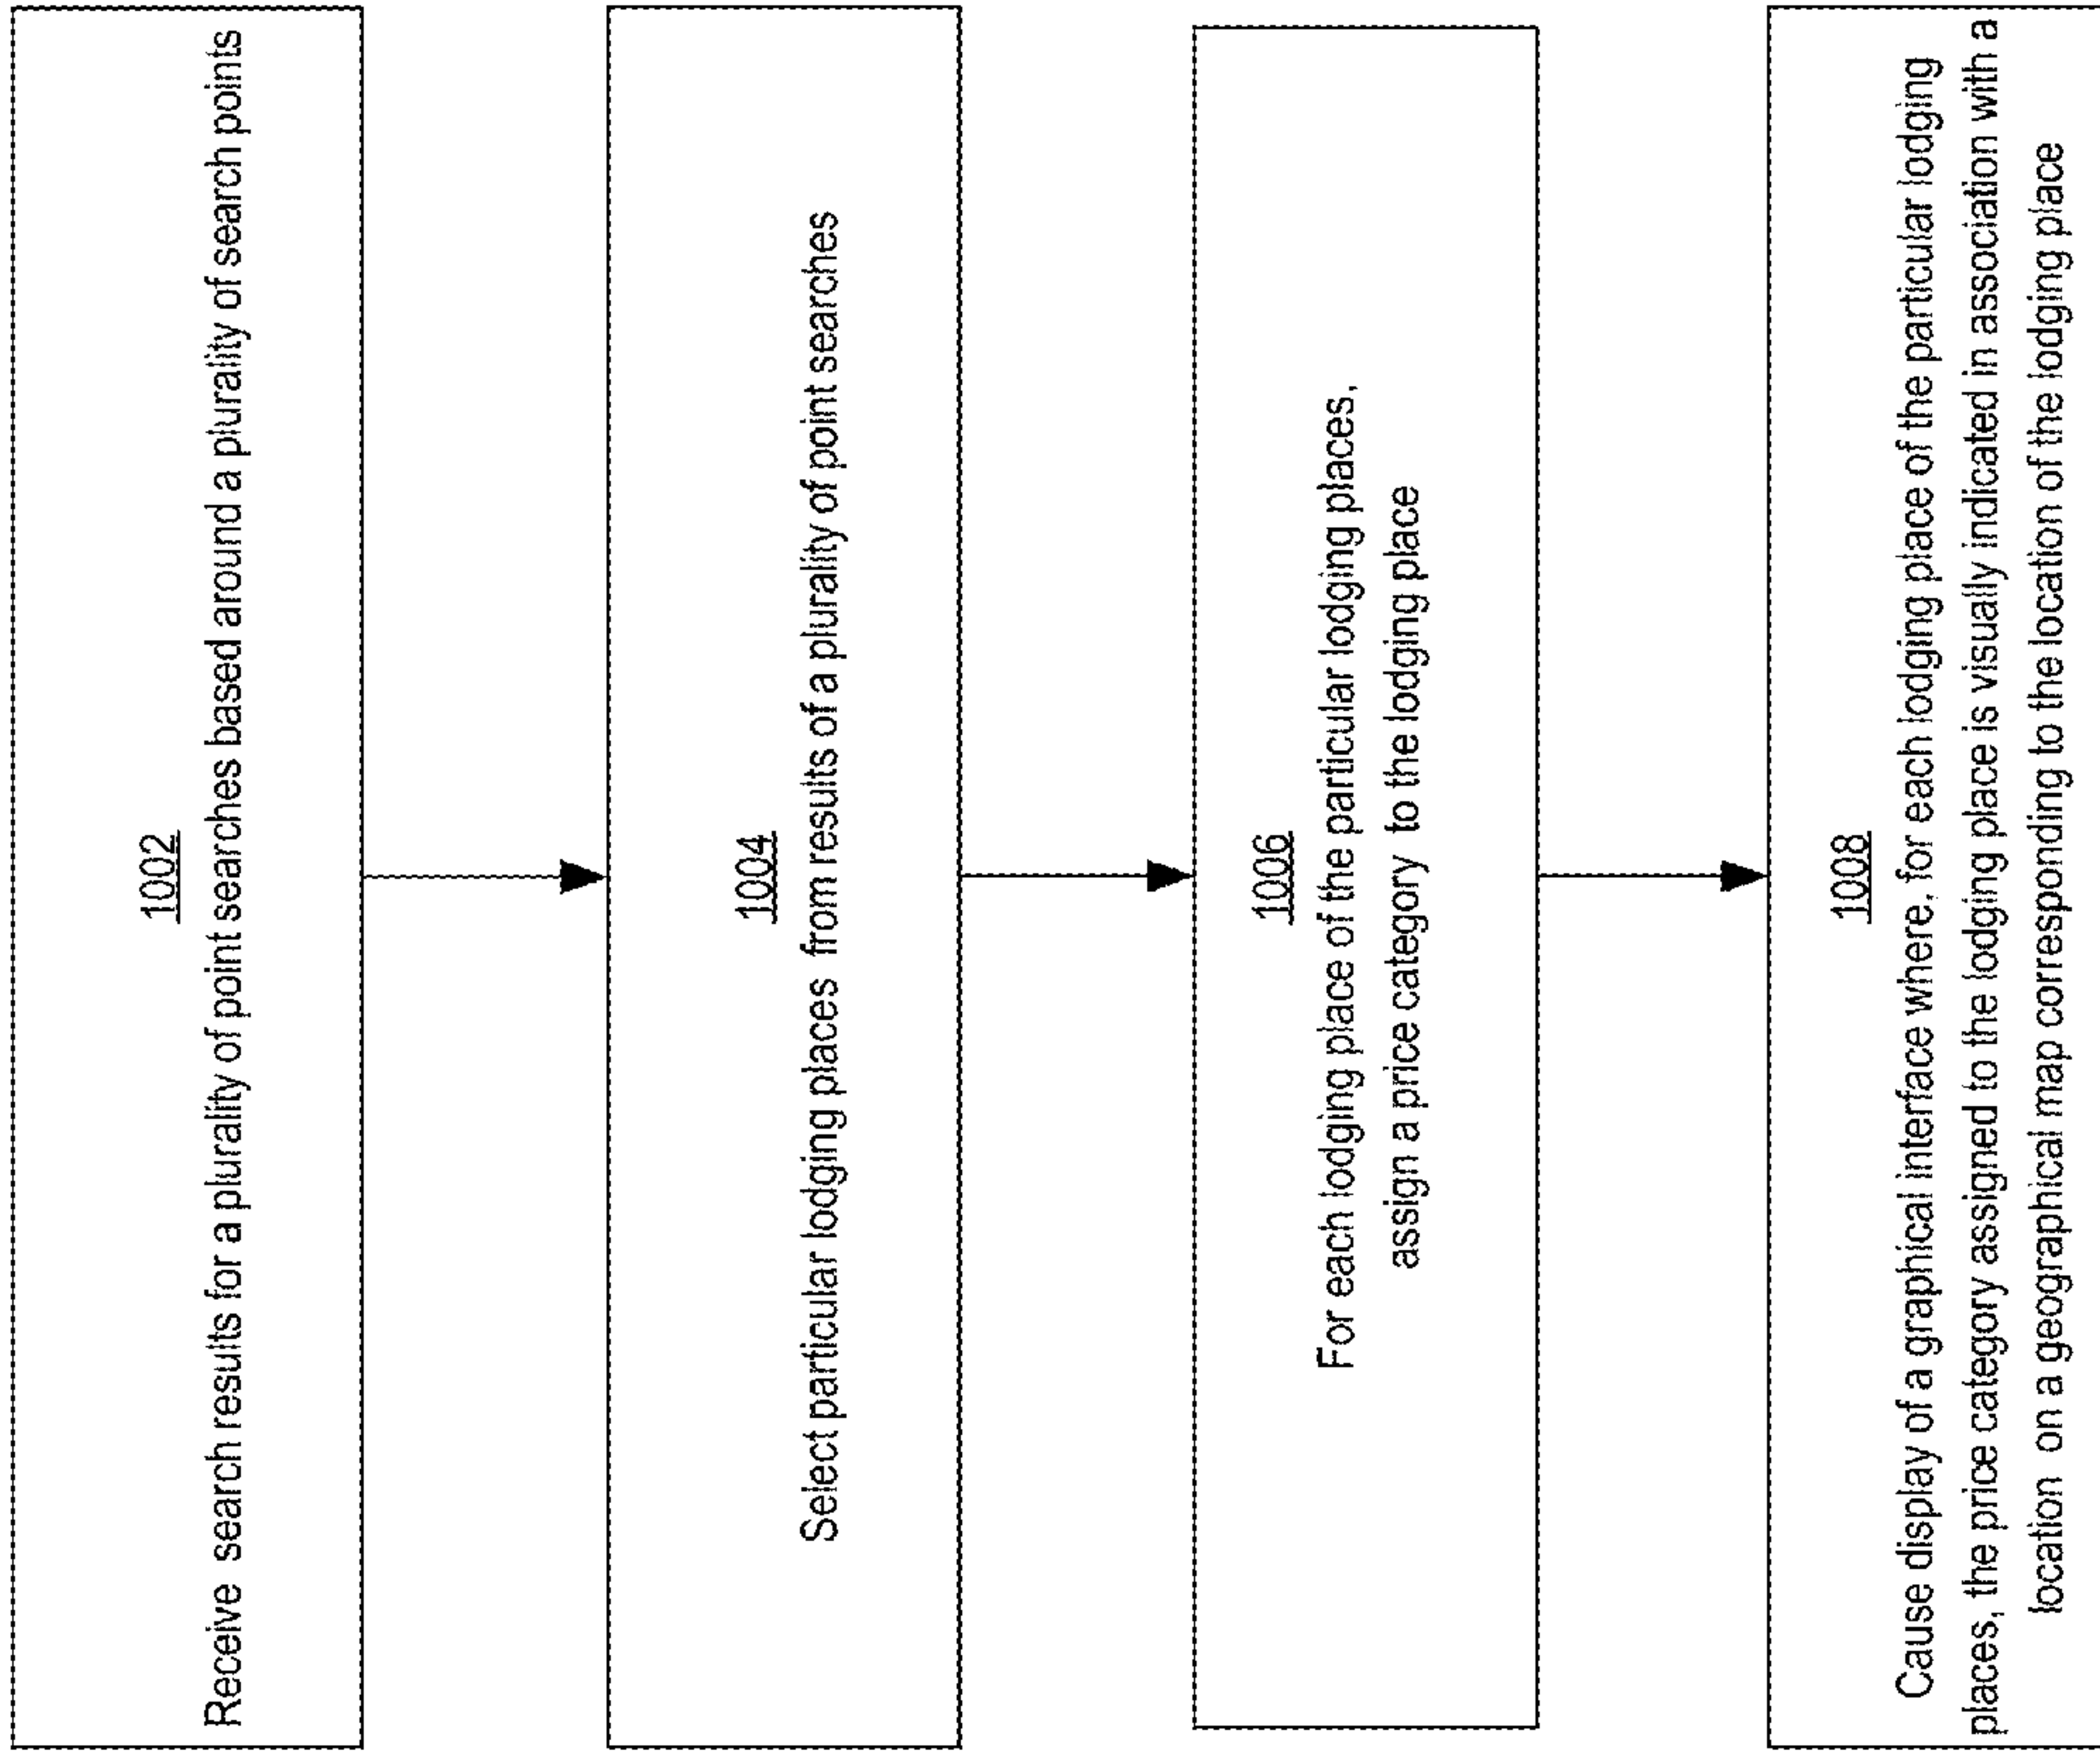 1002
Receive search results for a plurality of point searches based around a plurality of search points
1004
Select particular lodging places from results of a plurality of point searches
1006
For each lodging place of the particular lodging places,
assign a price category to the lodging place
1008
Cause display of a graphical interface where, for each lodging place of the particular lodging
places, the price category assigned to the lodging place is visually indicated in association with a
location on a geographical map corresponding to the location of the lodging place